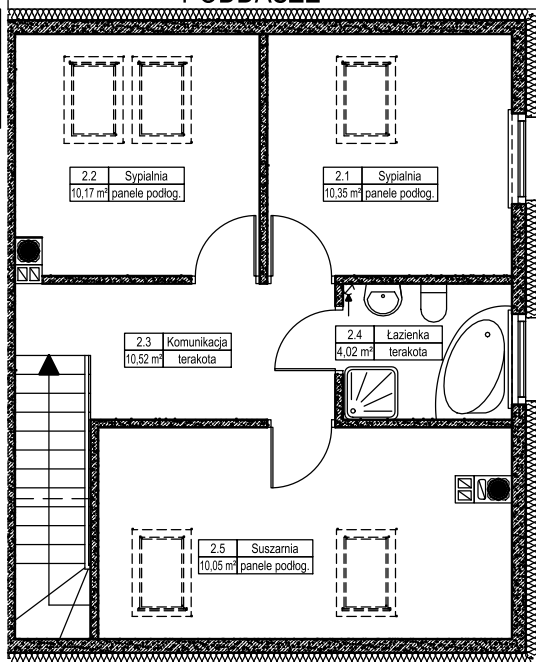 PODDASZE
2.2 Sypialnia
10,17 m² panele podłog.
2.1 Sypialnia
10,35 m² panele podłog.
2.3 Komunikacja
10,52 m² terakota
2.4 Łazienka
4,02 m² terakota
2.5 Suszarnia
10,05 m² panele podłog.